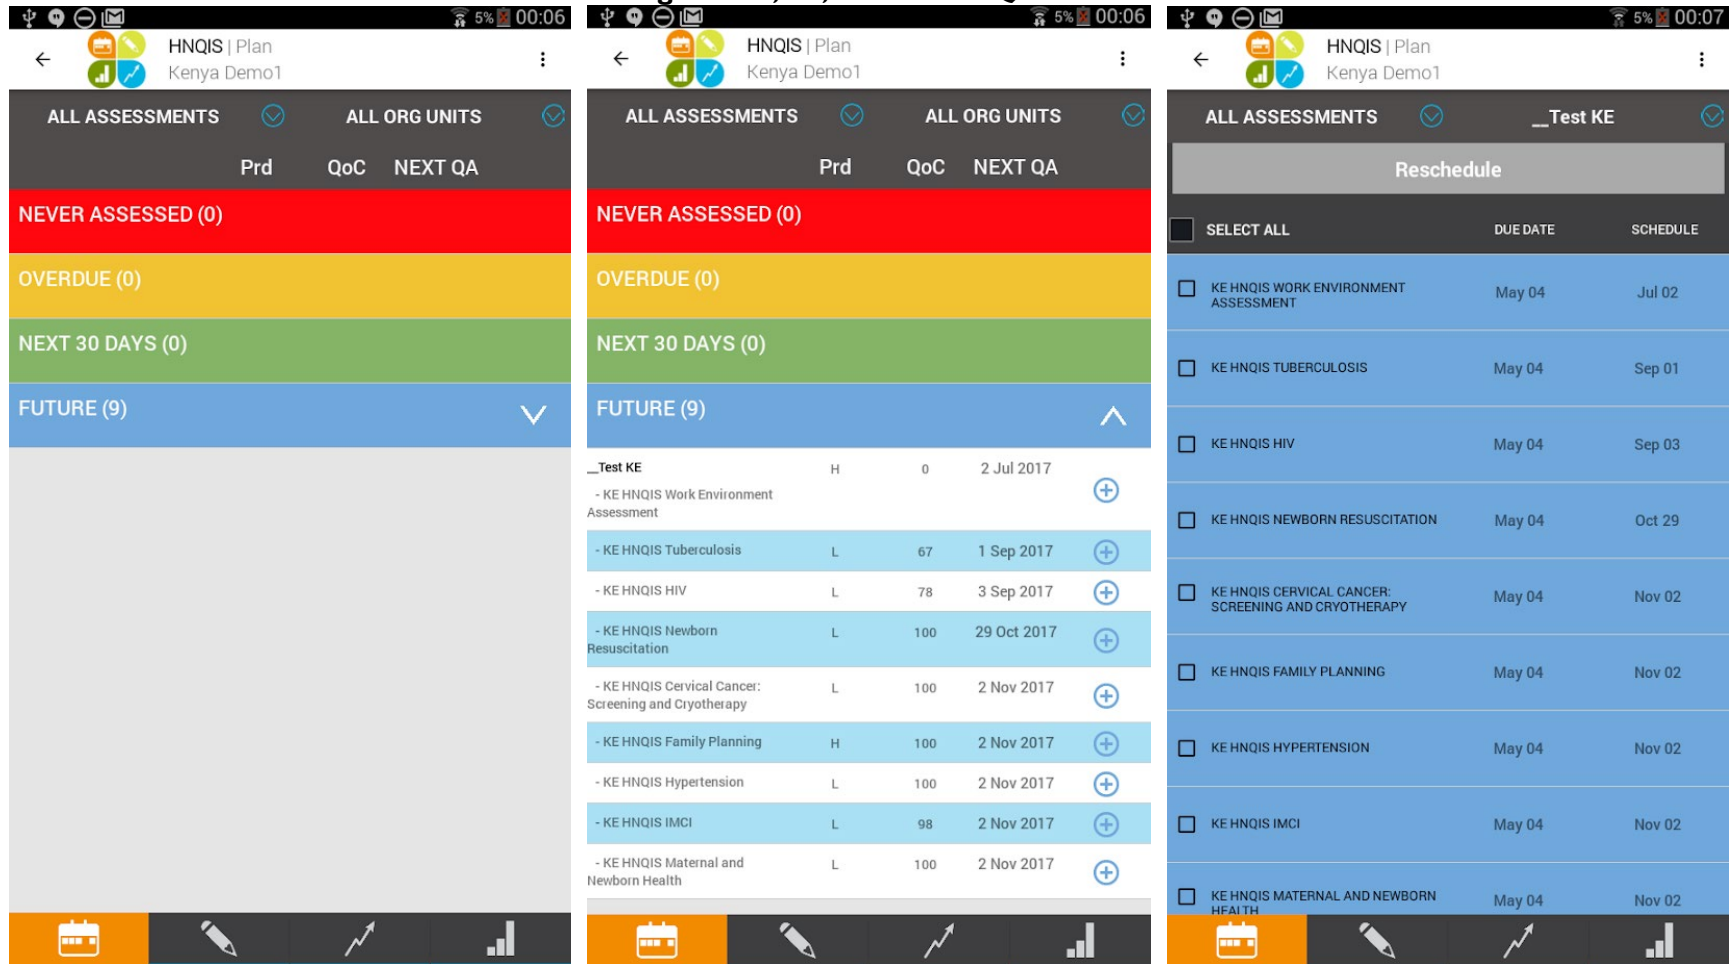 5% 00:06
HNQIS | Plan
Kenya Demo1
ALL ASSESSMENTS ALL ORG UNITS
Prd QoC NEXT QA
NEVER ASSESSED (0)
OVERDUE (0)
NEXT 30 DAYS (0)
FUTURE (9)
5% 00:06
HNQIS | Plan
Kenya Demo1
ALL ASSESSMENTS ALL ORG UNITS
Prd QoC NEXT QA
NEVER ASSESSED (0)
OVERDUE (0)
NEXT 30 DAYS (0)
FUTURE (9)
__Test KE H 0 2 Jul 2017
- KE HNQIS Work Environment
Assessment
- KE HNQIS Tuberculosis L 67 1 Sep 2017
- KE HNQIS HIV L 78 3 Sep 2017
- KE HNQIS Newborn L 100 29 Oct 2017
Resuscitation
- KE HNQIS Cervical Cancer: L 100 2 Nov 2017
Screening and Cryotherapy
- KE HNQIS Family Planning H 100 2 Nov 2017
- KE HNQIS Hypertension L 100 2 Nov 2017
- KE HNQIS IMCI L 98 2 Nov 2017
- KE HNQIS Maternal and L 100 2 Nov 2017
Newborn Health
5% 00:07
HNQIS | Plan
Kenya Demo1
ALL ASSESSMENTS __Test KE
Reschedule
SELECT ALL DUE DATE SCHEDULE
KE HNQIS WORK ENVIRONMENT
ASSESSMENT May 04 Jul 02
KE HNQIS TUBERCULOSIS May 04 Sep 01
KE HNQIS HIV May 04 Sep 03
KE HNQIS NEWBORN RESUSCITATION May 04 Oct 29
KE HNQIS CERVICAL CANCER:
SCREENING AND CRYOTHERAPY May 04 Nov 02
KE HNQIS FAMILY PLANNING May 04 Nov 02
KE HNQIS HYPERTENSION May 04 Nov 02
KE HNQIS IMCI May 04 Nov 02
KE HNQIS MATERNAL AND NEWBORN May 04 Nov 02
HEALTH